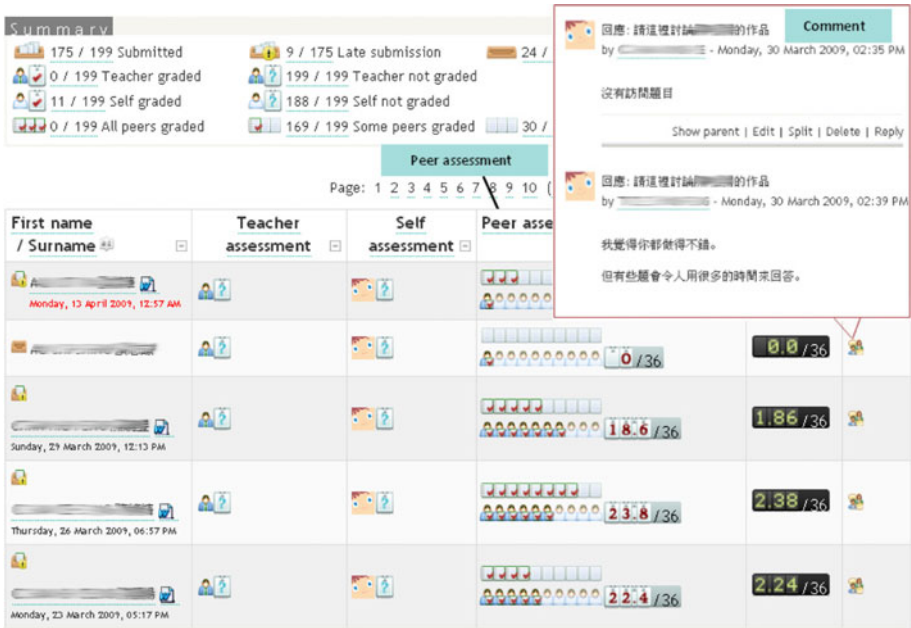 Summary
175 / 199 Submitted
9 / 175 Late submission
24 /
0 / 199 Teacher graded
199 / 199 Teacher not graded
11 / 199 Self graded
188 / 199 Self not graded
0 / 199 All peers graded
169 / 199 Some peers graded
30 /
Peer assessment
Page: 1 2 3 4 5 6 7 8 9 10 (
First name
/ Surname
Teacher
assessment
Self
assessment
Peer asse
Comment
回應: 請這裡討論 的作品
by - Monday, 30 March 2009, 02:35 PM
沒有訪問題目
Show parent | Edit | Split | Delete | Reply
回應: 請這裡討論 的作品
by - Monday, 30 March 2009, 02:39 PM
我覺得你都做得不錯。
但有些題會令人用很多的時間來回答。
A
Monday, 13 April 2009, 12:57 AM
0 /36
0.0 /36
Sunday, 29 March 2009, 12:13 PM
18.6 /36
1.86 /36
Thursday, 26 March 2009, 06:57 PM
23.8 /36
2.38 /36
Monday, 23 March 2009, 05:17 PM
22.4 /36
2.24 /36